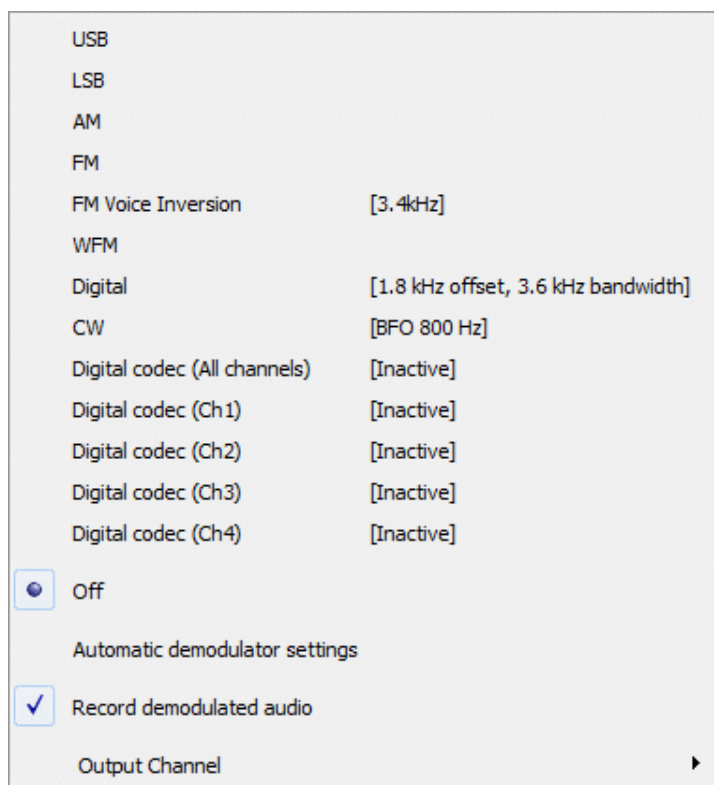 USB
LSB
AM
FM
FM Voice Inversion [3.4kHz]
WFM
Digital [1.8 kHz offset, 3.6 kHz bandwidth]
CW [BFO 800 Hz]
Digital codec (All channels) [Inactive]
Digital codec (Ch1) [Inactive]
Digital codec (Ch2) [Inactive]
Digital codec (Ch3) [Inactive]
Digital codec (Ch4) [Inactive]
Off
Automatic demodulator settings
Record demodulated audio
Output Channel